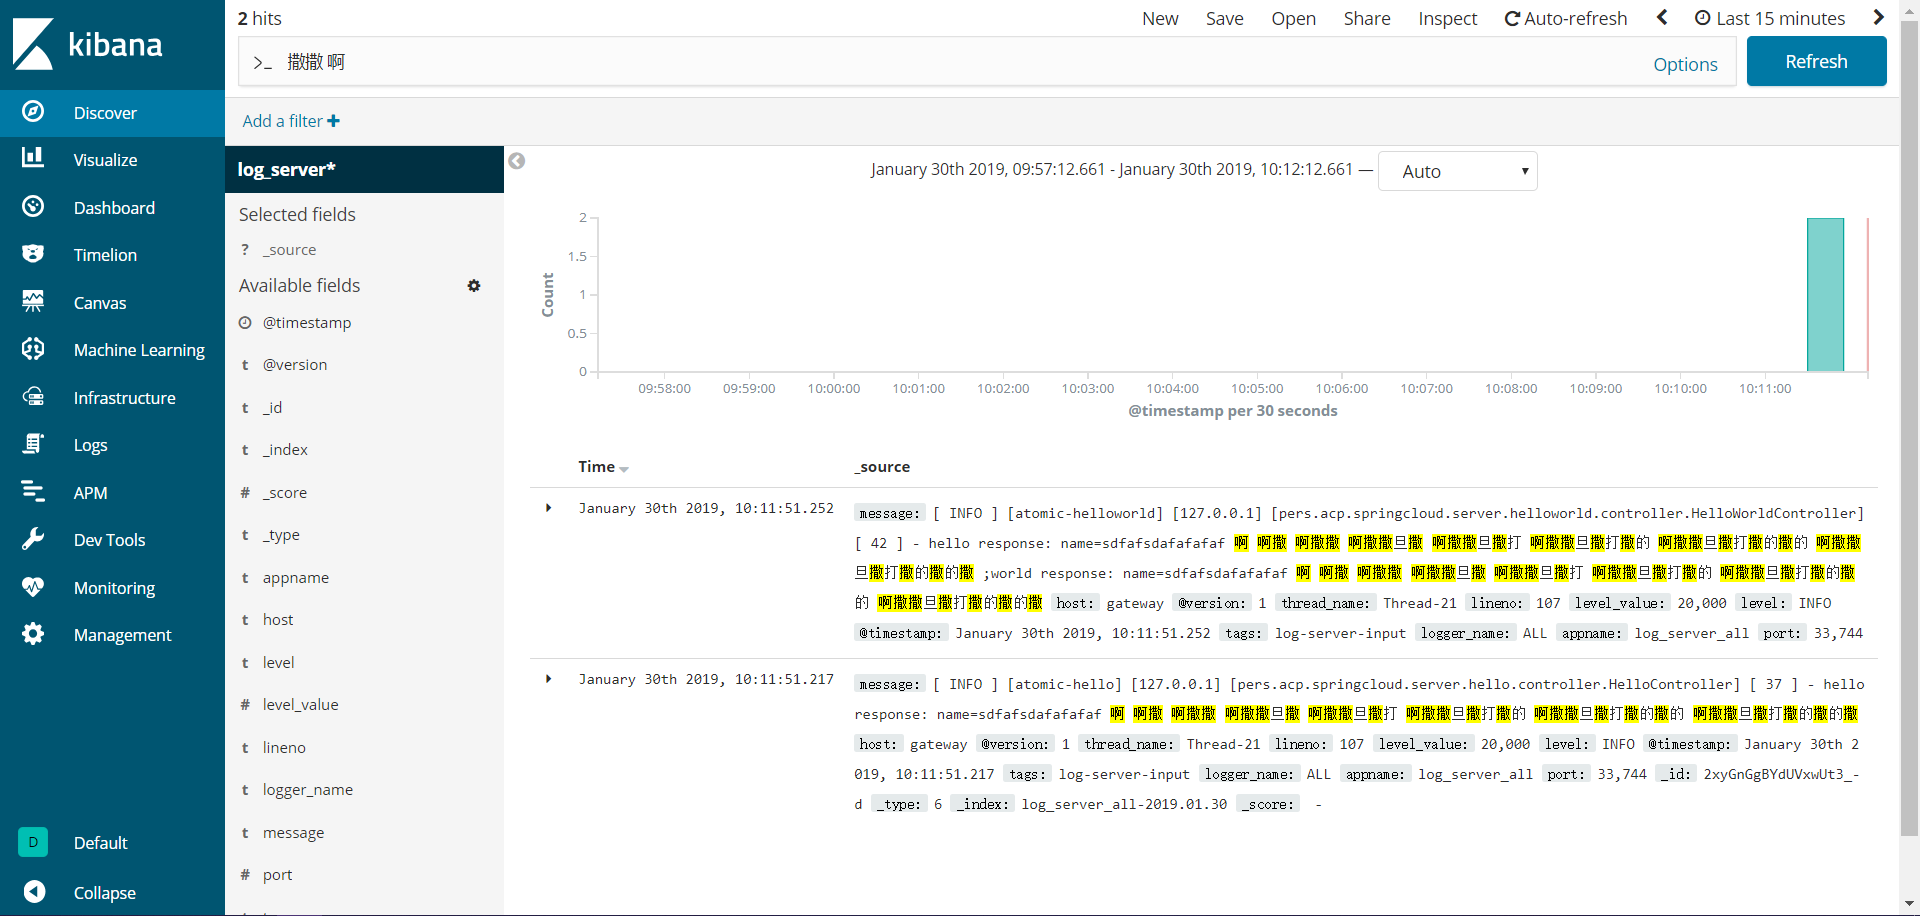 kibana
Discover
Visualize
Dashboard
Timelion
Canvas
Machine Learning
Infrastructure
Logs
APM
Dev Tools
Monitoring
Management
D Default
Collapse
2 hits
New Save Open Share Inspect Auto-refresh Last 15 minutes
>_ 撒撒 啊
Options
Refresh
Add a filter
log_server*
Selected fields
? _source
Available fields
@timestamp
t @version
t _id
t _index
# _score
t _type
t appname
t host
t level
# level_value
t lineno
t logger_name
t message
# port
January 30th 2019, 09:57:12.661 - January 30th 2019, 10:12:12.661 — Auto
Count
2
1.5
1
0.5
0
09:58:00 09:59:00 10:00:00 10:01:00 10:02:00 10:03:00 10:04:00 10:05:00 10:06:00 10:07:00 10:08:00 10:09:00 10:10:00 10:11:00
@timestamp per 30 seconds
Time _source
January 30th 2019, 10:11:51.252 message: [ INFO ] [atomic-helloworld] [127.0.0.1] [pers.acp.springcloud.server.helloworld.controller.HelloWorldController]
[ 42 ] - hello response: name=sdfafsdafafafaf 啊 啊撒 啊撒撒 啊撒撒旦撒 啊撒撒旦撒打 啊撒撒旦撒打撒的 啊撒撒旦撒打撒的撒的 啊撒撒
旦撒打撒的撒的撒 ;world response: name=sdfafsdafafafaf 啊 啊撒 啊撒撒 啊撒撒旦撒 啊撒撒旦撒打 啊撒撒旦撒打撒的 啊撒撒旦撒打撒的撒
的 啊撒撒旦撒打撒的撒的撒 host: gateway @version: 1 thread_name: Thread-21 lineno: 107 level_value: 20,000 level: INFO
@timestamp: January 30th 2019, 10:11:51.252 tags: log-server-input logger_name: ALL appname: log_server_all port: 33,744
January 30th 2019, 10:11:51.217 message: [ INFO ] [atomic-hello] [127.0.0.1] [pers.acp.springcloud.server.hello.controller.HelloController] [ 37 ] - hello
response: name=sdfafsdafafafaf 啊 啊撒 啊撒撒 啊撒撒旦撒 啊撒撒旦撒打 啊撒撒旦撒打撒的 啊撒撒旦撒打撒的撒的 啊撒撒旦撒打撒的撒的撒
host: gateway @version: 1 thread_name: Thread-21 lineno: 107 level_value: 20,000 level: INFO @timestamp: January 30th 2
019, 10:11:51.217 tags: log-server-input logger_name: ALL appname: log_server_all port: 33,744 _id: 2xyGnGgBYdUVxwUt3_-
d _type: 6 _index: log_server_all-2019.01.30 _score: -